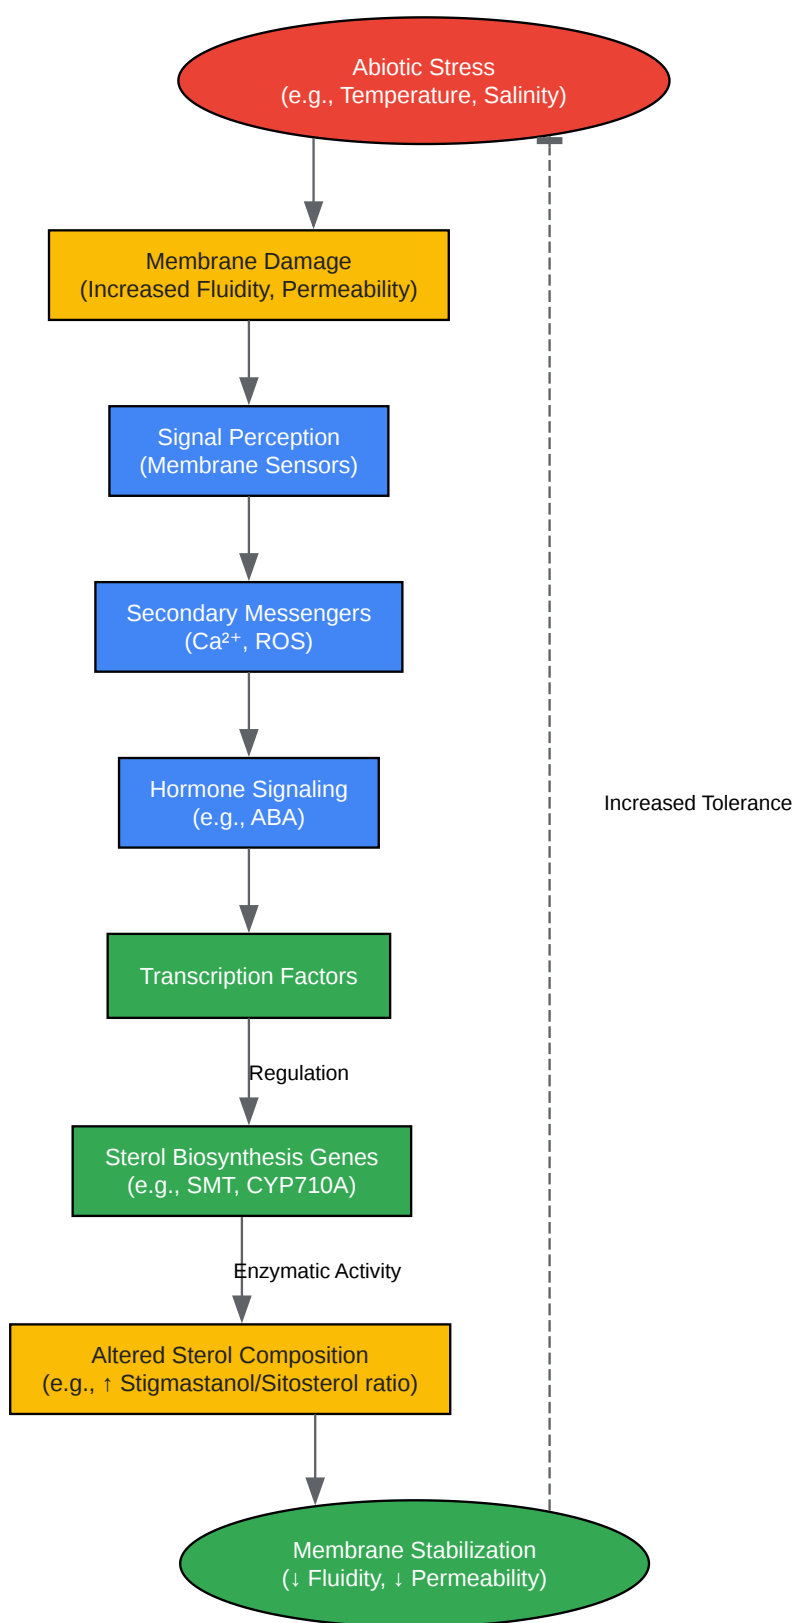 Abiotic Stress
(e.g., Temperature, Salinity)
Membrane Damage
(Increased Fluidity, Permeability)
Signal Perception
(Membrane Sensors)
Secondary Messengers
(Ca²⁺, ROS)
Hormone Signaling
(e.g., ABA)
Increased Tolerance
Transcription Factors
Regulation
Sterol Biosynthesis Genes
(e.g., SMT, CYP710A)
Enzymatic Activity
Altered Sterol Composition
(e.g., ↑ Stigmastanol/Sitosterol ratio)
Membrane Stabilization
(↓ Fluidity, ↓ Permeability)